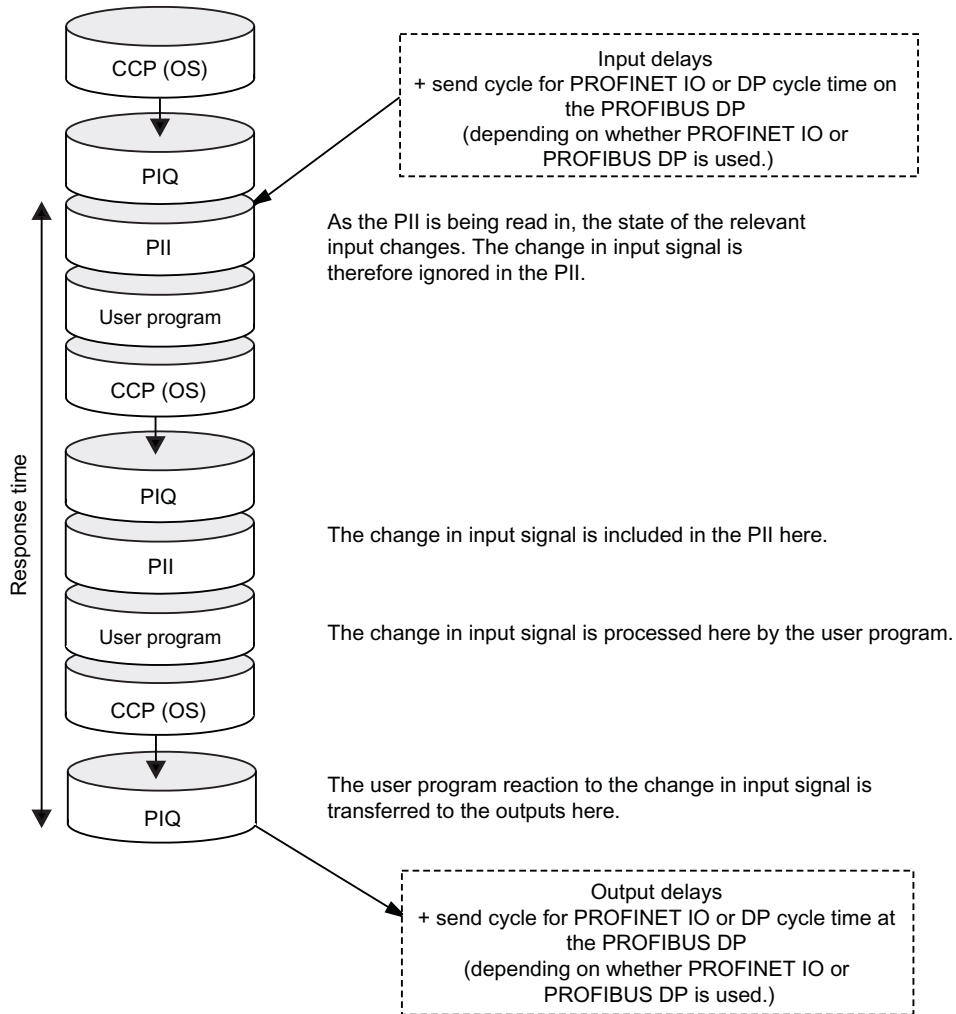 CCP (OS)
Input delays
+ send cycle for PROFINET IO or DP cycle time on
the PROFIBUS DP
(depending on whether PROFINET IO or
PROFIBUS DP is used.)
PIQ
PII
As the PII is being read in, the state of the relevant
input changes. The change in input signal is
therefore ignored in the PII.
User program
CCP (OS)
Response time
PIQ
The change in input signal is included in the PII here.
PII
User program
The change in input signal is processed here by the user program.
CCP (OS)
The user program reaction to the change in input signal is
transferred to the outputs here.
PIQ
Output delays
+ send cycle for PROFINET IO or DP cycle time at
the PROFIBUS DP
(depending on whether PROFINET IO or
PROFIBUS DP is used.)